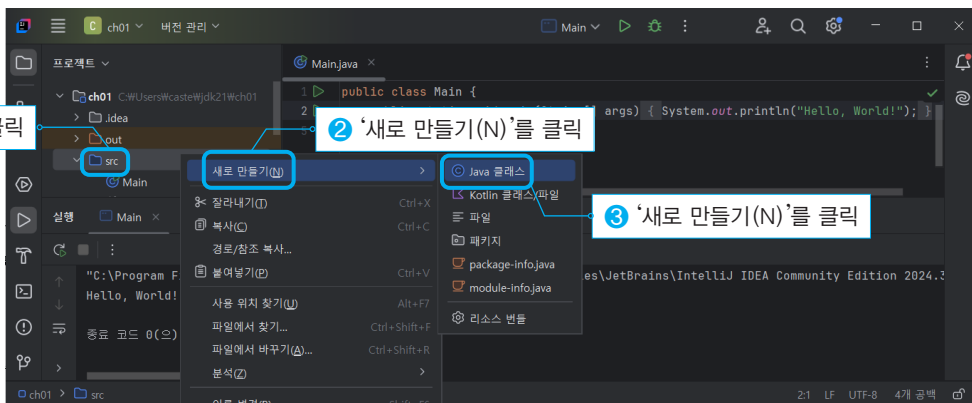 ch01
버전 관리
Main
프로젝트
Main.java
ch01 C:₩Users₩caste₩jdk21₩ch01
.idea
out
src
Main
1 public class Main {
2 args) { System.out.println("Hello, World!"); }
클릭
❷ '새로 만들기(N)'를 클릭
새로 만들기(N)
잘라내기(T) Ctrl+X
복사(C) Ctrl+C
경로/참조 복사...
붙여넣기(P) Ctrl+V
사용 위치 찾기(U) Alt+F7
파일에서 찾기... Ctrl+Shift+F
파일에서 바꾸기(A)... Ctrl+Shift+R
분석(Z)
Java 클래스
Kotlin 클래스/파일
파일
패키지
package-info.java
module-info.java
리소스 번들
❸ '새로 만들기(N)'를 클릭
실행 Main
"C:\Program F
es\JetBrains\IntelliJ IDEA Community Edition 2024.3
Hello, World!
종료 코드 0(으)
ch01 > src
2:1 LF UTF-8 4개 공백